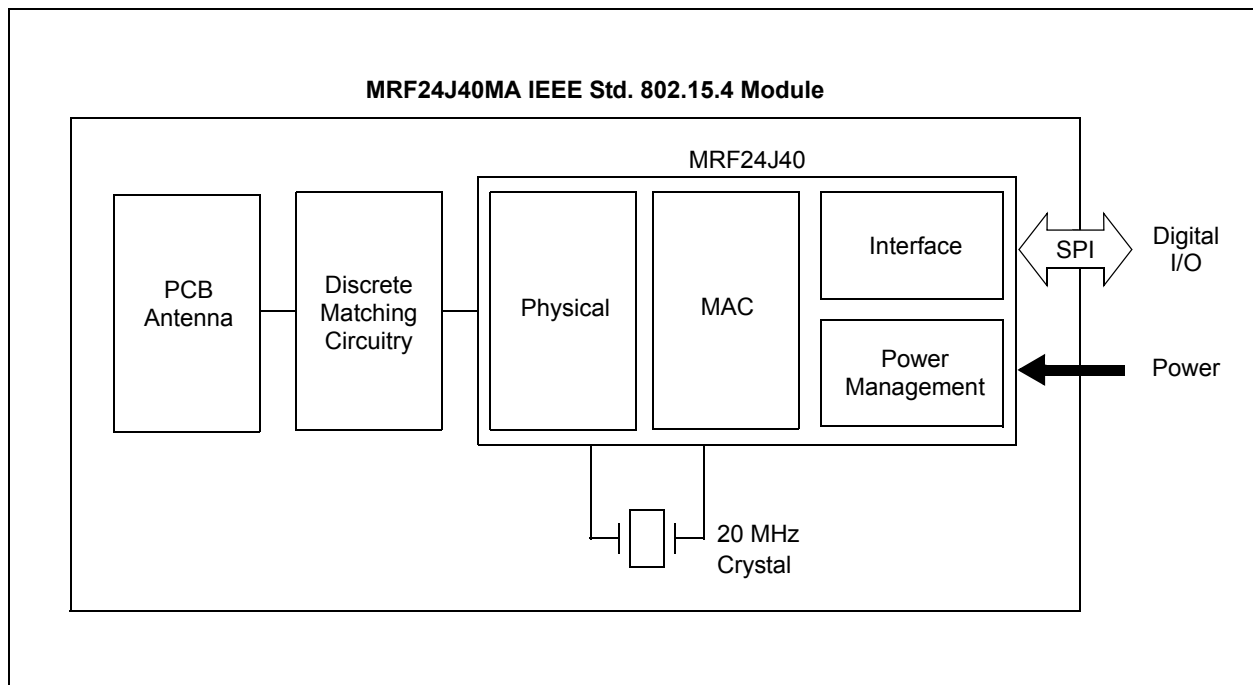 MRF24J40MA IEEE Std. 802.15.4 Module
MRF24J40
PCB
Antenna
Discrete
Matching
Circuitry
Physical
MAC
Interface
Power
Management
SPI
Digital
I/O
Power
20 MHz
Crystal